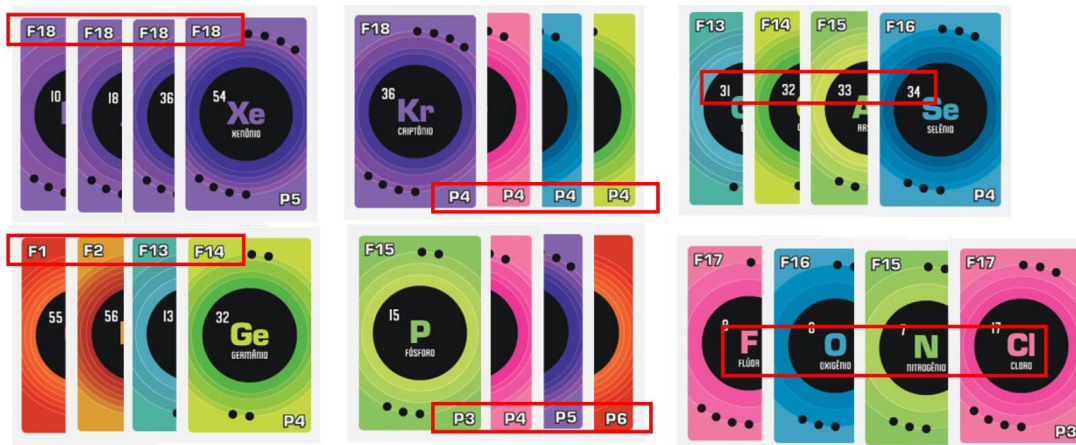 F18 F18 F18 F18
10 18 36 54
Xe
XENÔNIO
P5
F18
36
Kr
CRIPTÔNIO
P4 P4 P4 P4
F13 F14 F15 F16
31 32 33 34
Se
SELÊNIO
P4
F1 F2 F13 F14
55 56 13 32
Ge
GERMÂNIO
P4
F15
15
P
FÓSFORO
P3 P4 P5 P6
F17 F16 F15 F17
9 8 7 17
F O N Cl
FLÚOR OXIGÊNIO NITROGÊNIO CLORO
P3